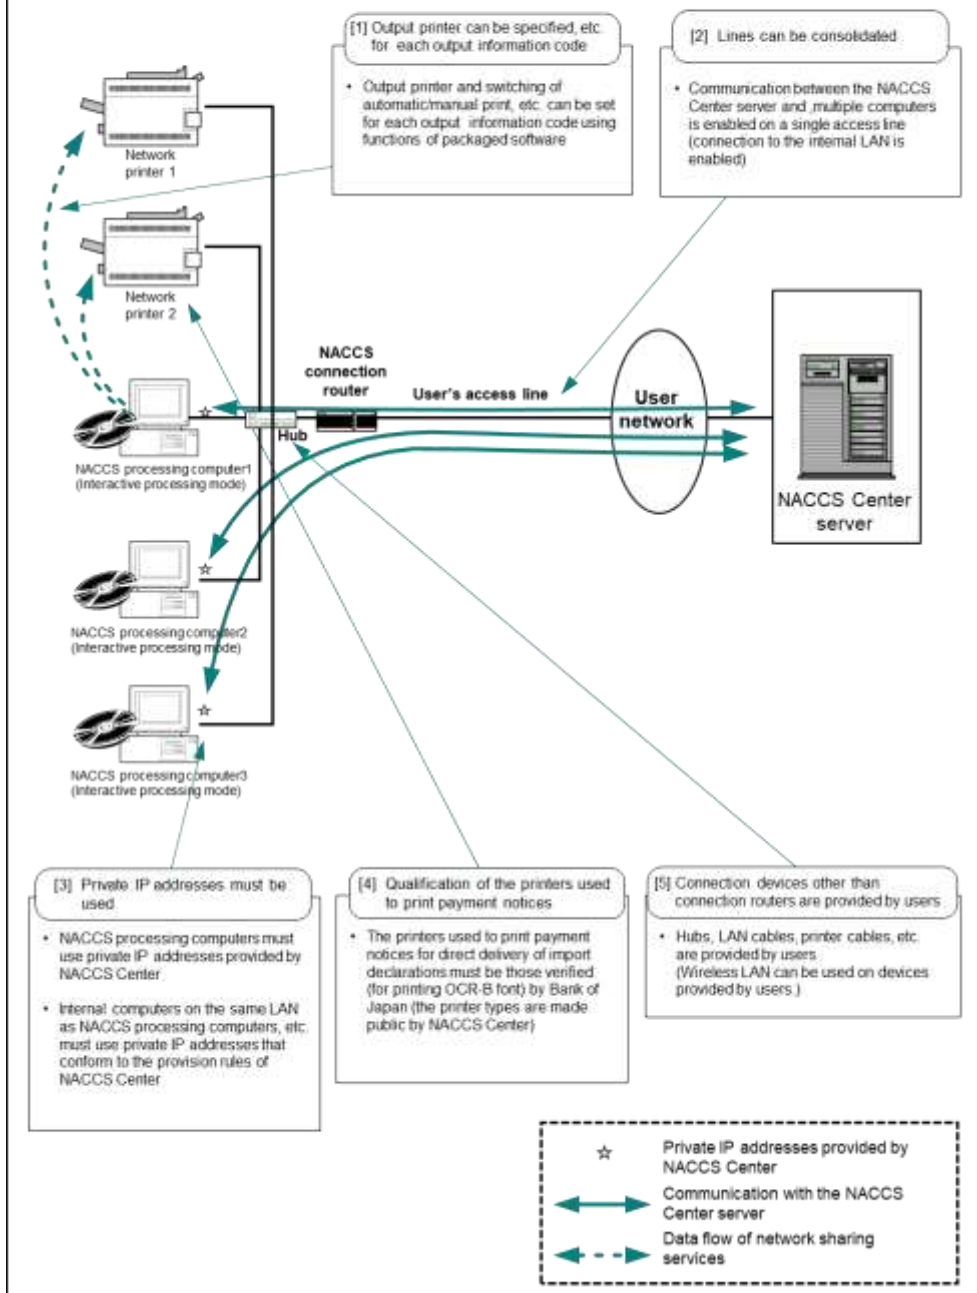 [1] Output printer can be specified, etc.
for each output information code
• Output printer and switching of
automatic/manual print, etc. can be set
for each output information code using
functions of packaged software
[2] Lines can be consolidated
• Communication between the NACCS
Center server and ,multiple computers
is enabled on a single access line
(connection to the internal LAN is
enabled)
Network
printer 1
Network
printer 2
NACCS
connection
router
User's access line
User
network
Hub
NACCS processing computer1
(Interactive processing mode)
NACCS Center
server
NACCS processing computer2
(Interactive processing mode)
NACCS processing computer3
(Interactive processing mode)
[3] Private IP addresses must be
used
• NACCS processing computers must
use private IP addresses provided by
NACCS Center
• Internal computers on the same LAN
as NACCS processing computers, etc.
must use private IP addresses that
conform to the provision rules of
NACCS Center
[4] Qualification of the printers used
to print payment notices
• The printers used to print payment
notices for direct delivery of import
declarations must be those verified
(for printing OCR-B font) by Bank of
Japan (the printer types are made
public by NACCS Center)
[5] Connection devices other than
connection routers are provided by users
• Hubs, LAN cables, printer cables, etc.
are provided by users
(Wireless LAN can be used on devices
provided by users.)
☆ Private IP addresses provided by
NACCS Center
Communication with the NACCS
Center server
Data flow of network sharing
services